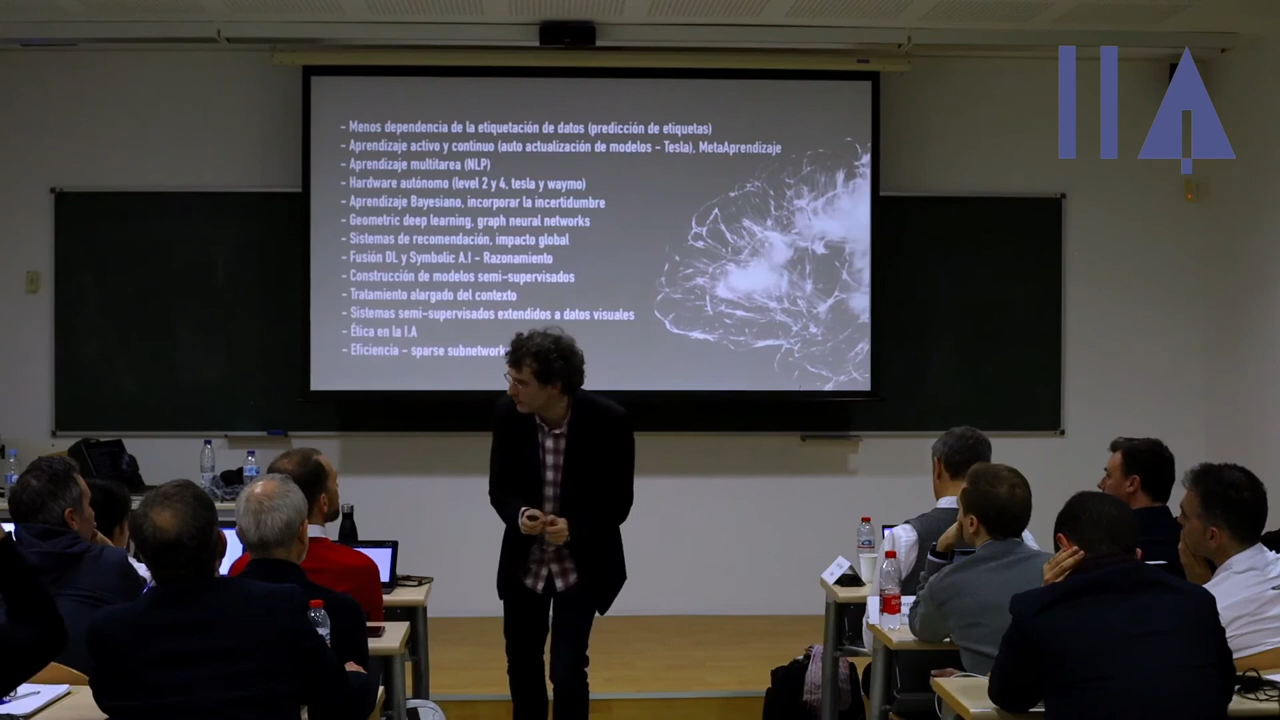 - Menos dependencia de la etiquetación de datos (predicción de etiquetas)
- Aprendizaje activo y continuo (auto actualización de modelos - Tesla), MetaAprendizaje
- Aprendizaje multitarea (NLP)
- Hardware autónomo (level 2 y 4, tesla y waymo)
- Aprendizaje Bayesiano, incorporar la incertidumbre
- Geometric deep learning, graph neural networks
- Sistemas de recomendación, impacto global
- Fusión DL y Symbolic A.I - Razonamiento
- Construcción de modelos semi-supervisados
- Tratamiento alargado del contexto
- Sistemas semi-supervisados extendidos a datos visuales
- Ética en la I.A
- Eficiencia - sparse subnetwork